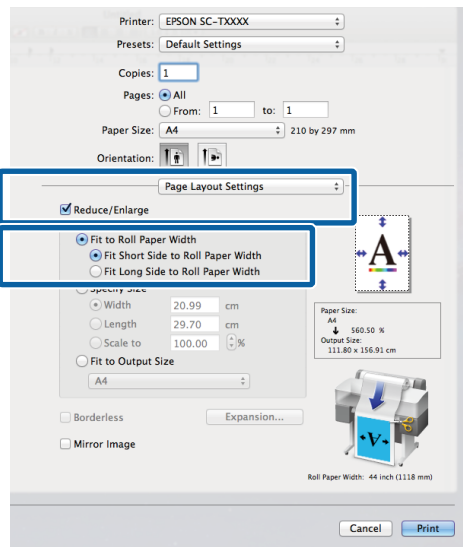 Printer: EPSON SC-TXXXX
Presets: Default Settings
Copies: 1
Pages: All
From: 1 to: 1
Paper Size: A4 210 by 297 mm
Orientation:
Page Layout Settings
Reduce/Enlarge
Fit to Roll Paper Width
Fit Short Side to Roll Paper Width
Fit Long Side to Roll Paper Width
Specify Size
Width 20.99 cm
Length 29.70 cm
Scale to 100.00 %
Fit to Output Size
A4
Borderless Expansion...
Mirror Image
A
Paper Size:
A4
560.50 %
Output Size:
111.80 x 156.91 cm
A
Roll Paper Width: 44 inch (1118 mm)
Cancel Print